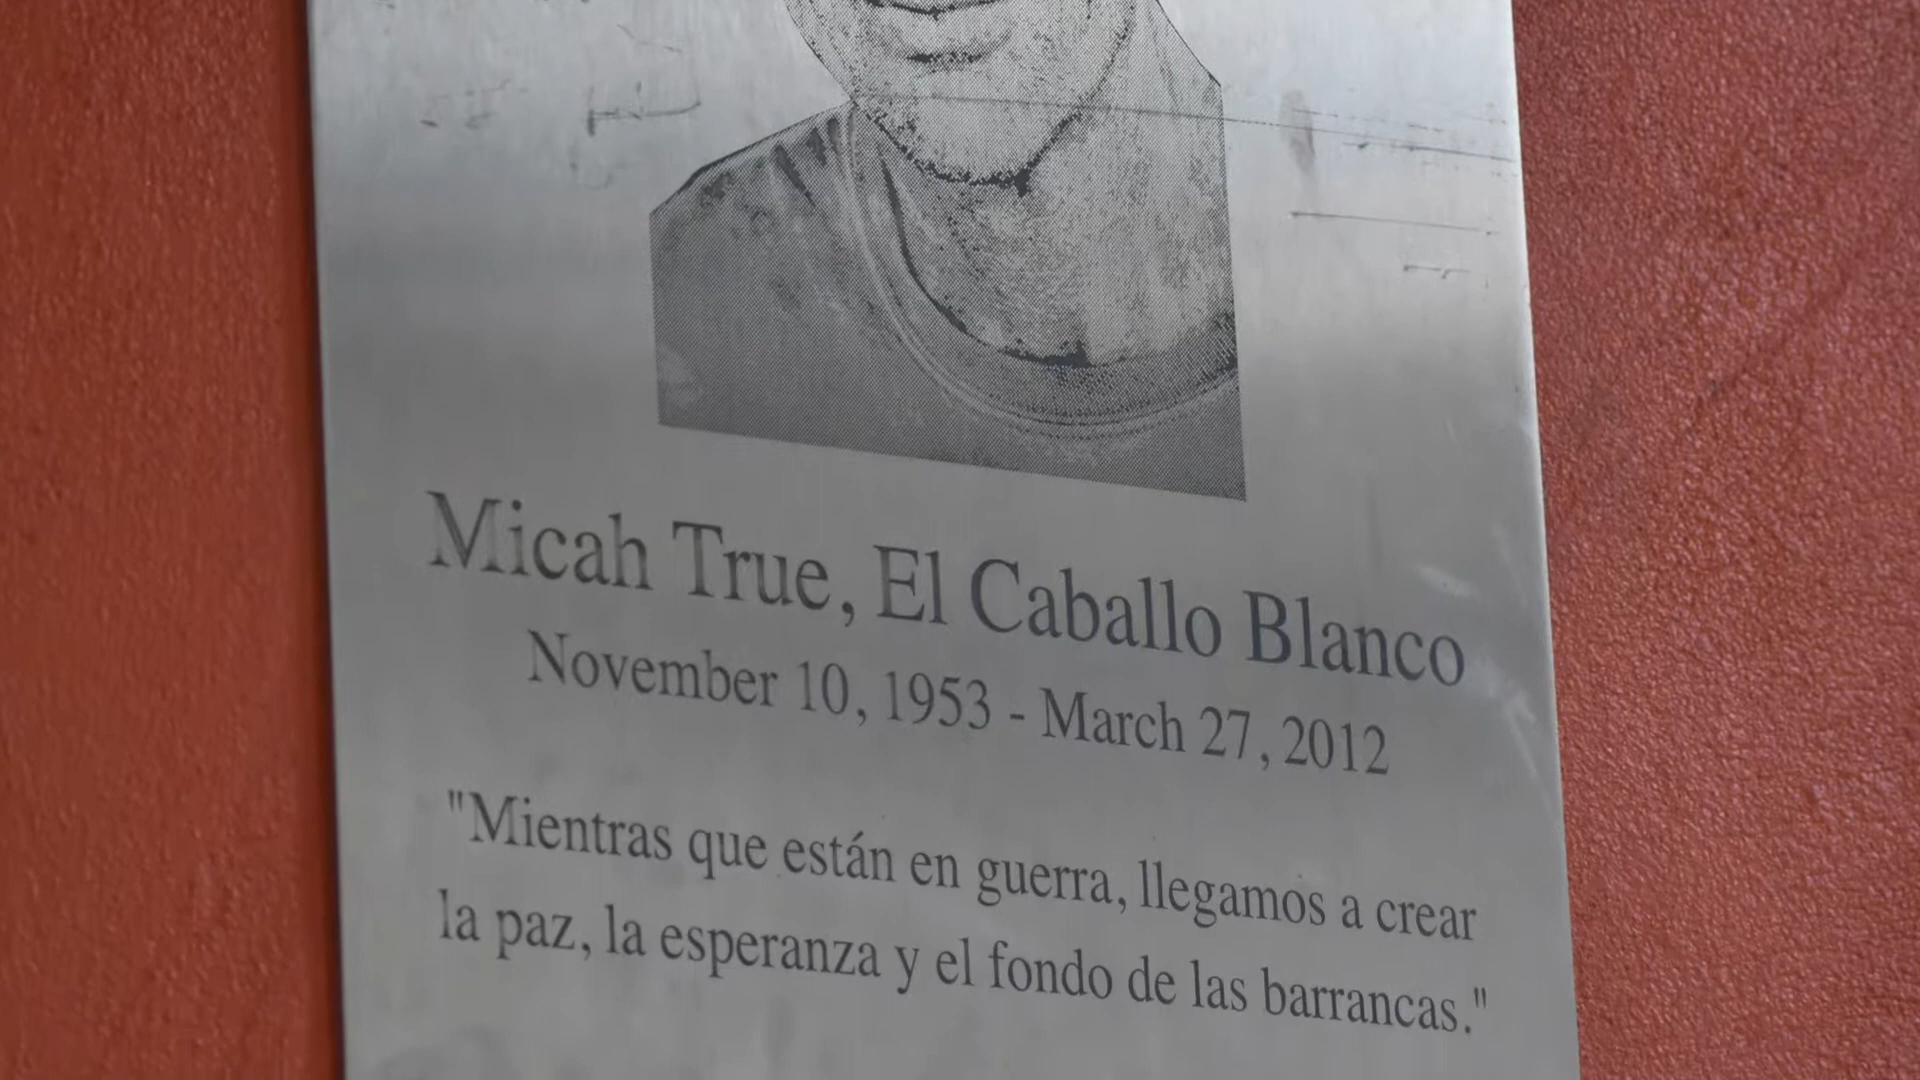 Micah True, El Caballo Blanco
November 10, 1953 - March 27, 2012
"Mientras que están en guerra, llegamos a crear
la paz, la esperanza y el fondo de las barrancas."